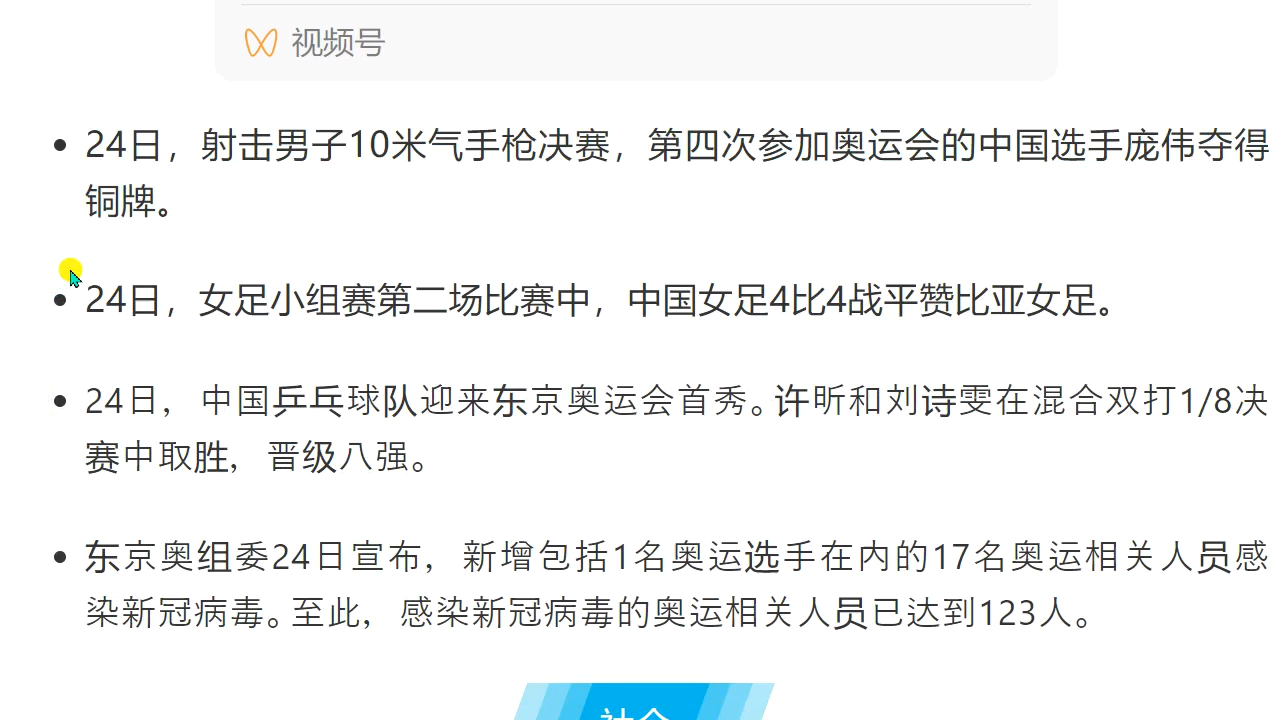 视频号
24日，射击男子10米气手枪决赛，第四次参加奥运会的中国选手庞伟夺得
铜牌。
24日，女足小组赛第二场比赛中，中国女足4比4战平赞比亚女足。
24日，中国乒乓球队迎来东京奥运会首秀。许昕和刘诗雯在混合双打1/8决
赛中取胜，晋级八强。
东京奥组委24日宣布，新增包括1名奥运选手在内的17名奥运相关人员感
染新冠病毒。至此，感染新冠病毒的奥运相关人员已达到123人。
社会